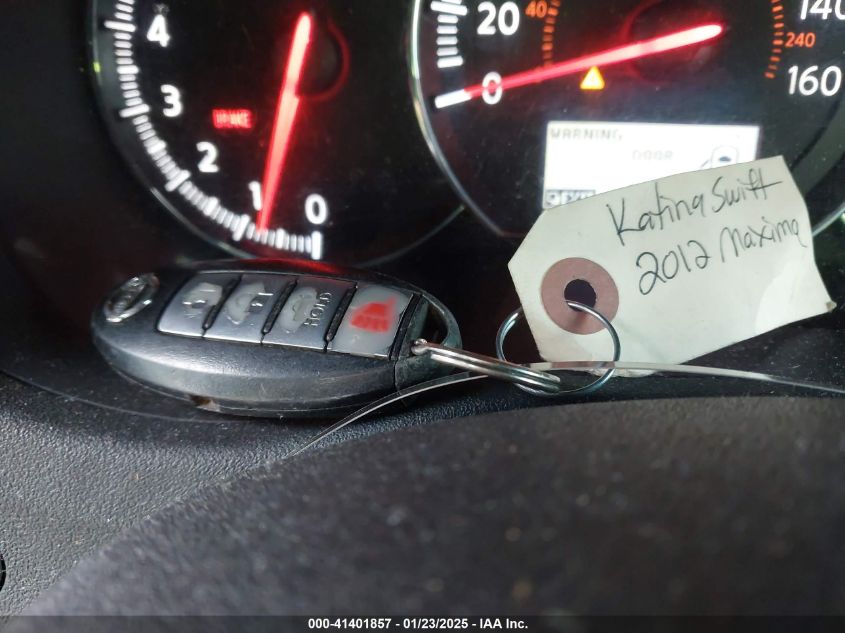 4
3
2
1
0
BRAKE
20
0
40
140
240
160
WARNING
DOOR
HOLD
Katina Swift
2012 Maxima
000-41401857 - 01/23/2025 - IAA Inc.